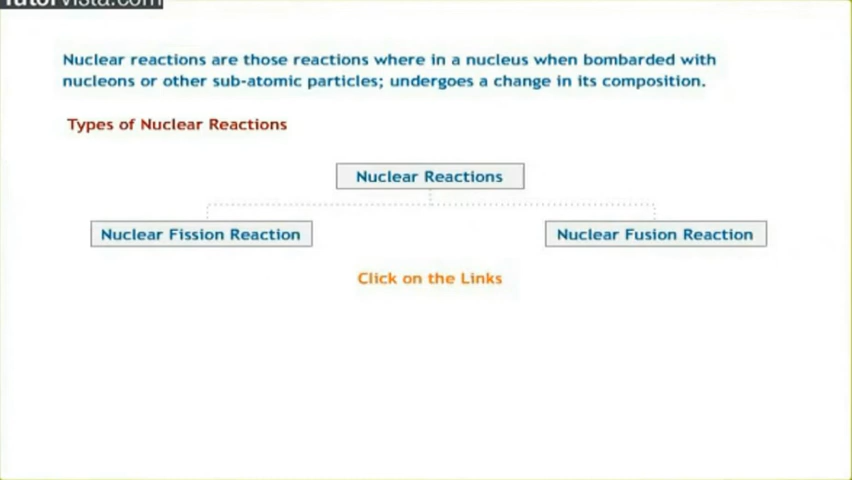 Tutorvista.com
Nuclear reactions are those reactions where in a nucleus when bombarded with
nucleons or other sub-atomic particles; undergoes a change in its composition.
Types of Nuclear Reactions
Nuclear Reactions
Nuclear Fission Reaction
Nuclear Fusion Reaction
Click on the Links